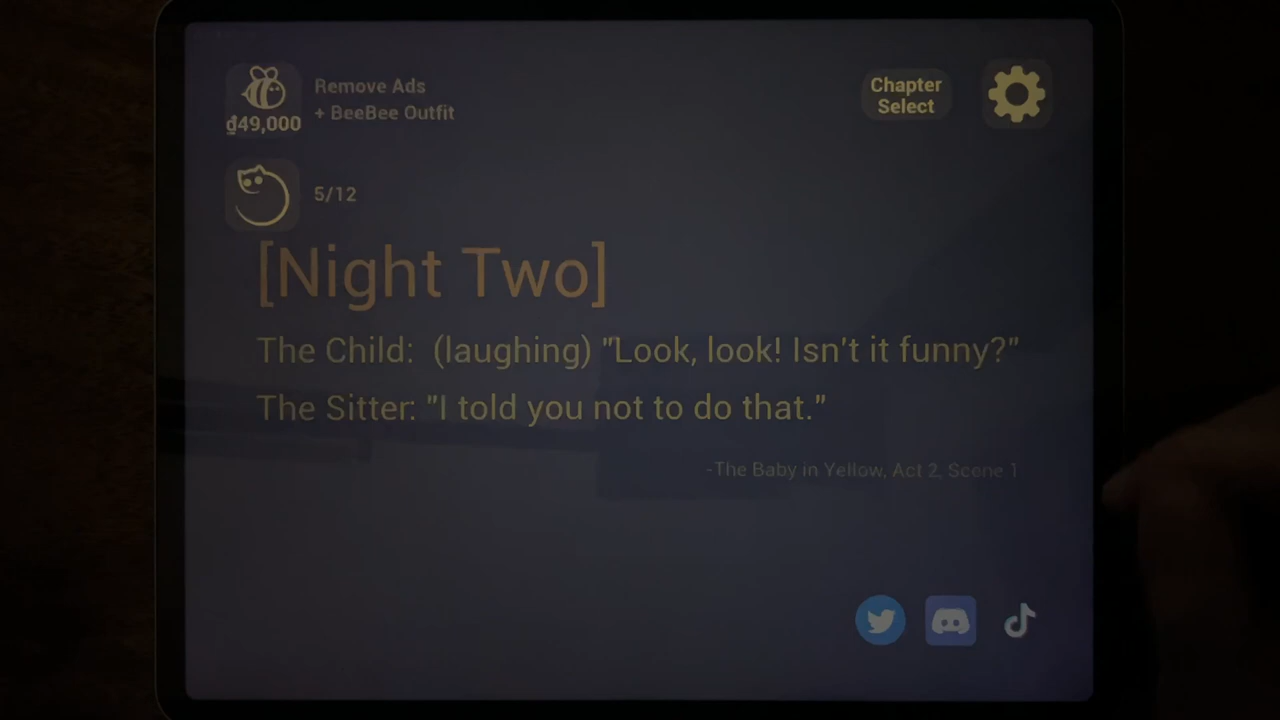 Remove Ads
+ BeeBee Outfit
₫49,000
Chapter
Select
5/12
[Night Two]
The Child: (laughing) "Look, look! Isn't it funny?"
The Sitter: "I told you not to do that."
-The Baby in Yellow, Act 2, Scene 1